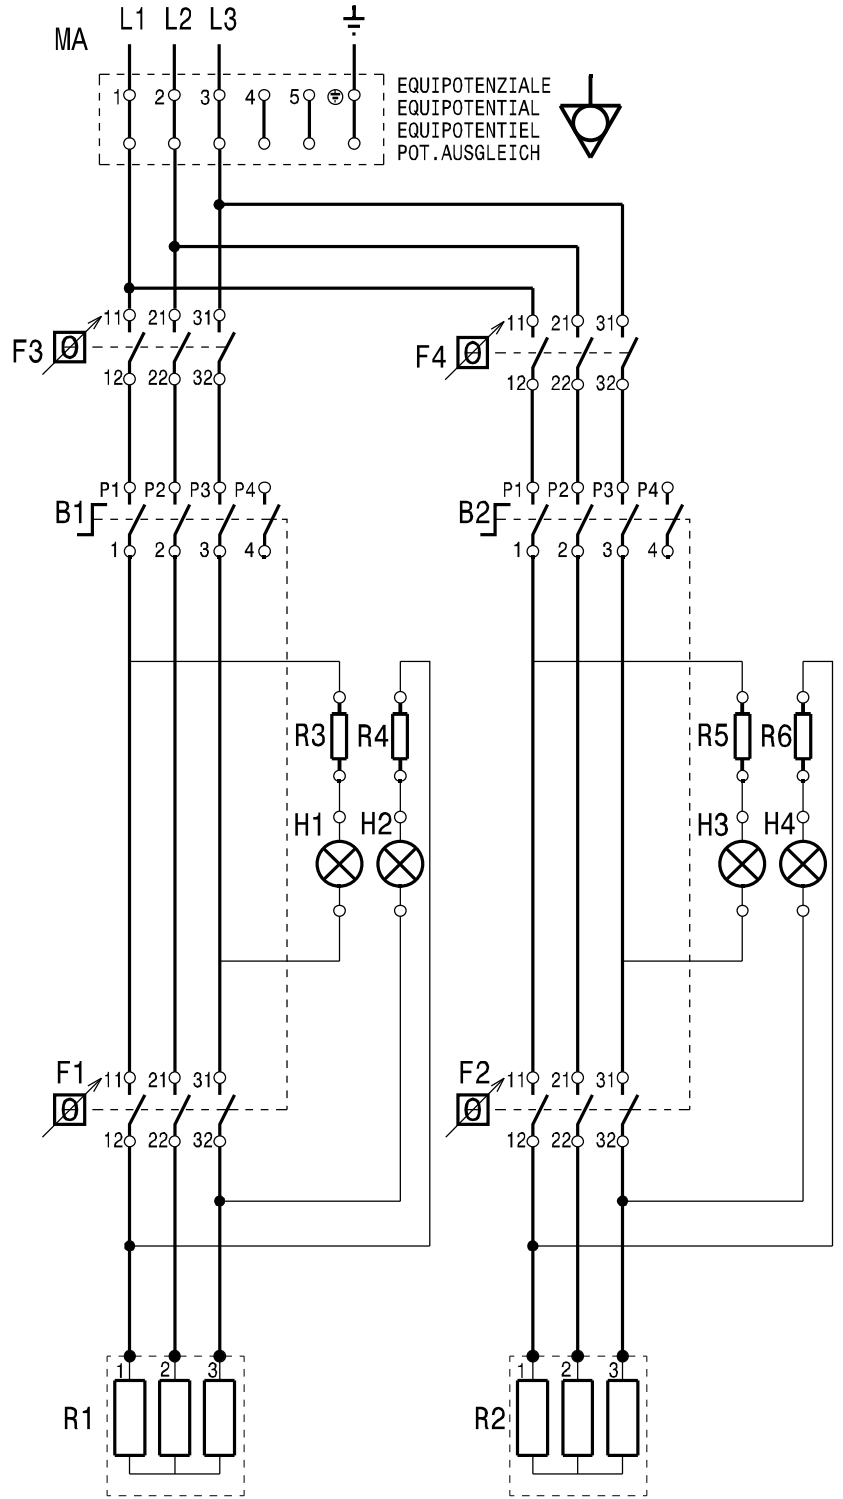 L1 L2 L3
MA
1 2 3 4 5
EQUIPOTENZIALE
EQUIPOTENTIAL
EQUIPOTENTIEL
POT.AUSGLEICH
11 21 31
F3 0
12 22 32
11 21 31
F4 0
12 22 32
P1 P2 P3 P4
B1
1 2 3 4
P1 P2 P3 P4
B2
1 2 3 4
R3 R4
R5 R6
H1 H2
H3 H4
F1 11 21 31
0
12 22 32
F2 11 21 31
0
12 22 32
1 2 3
R1
1 2 3
R2